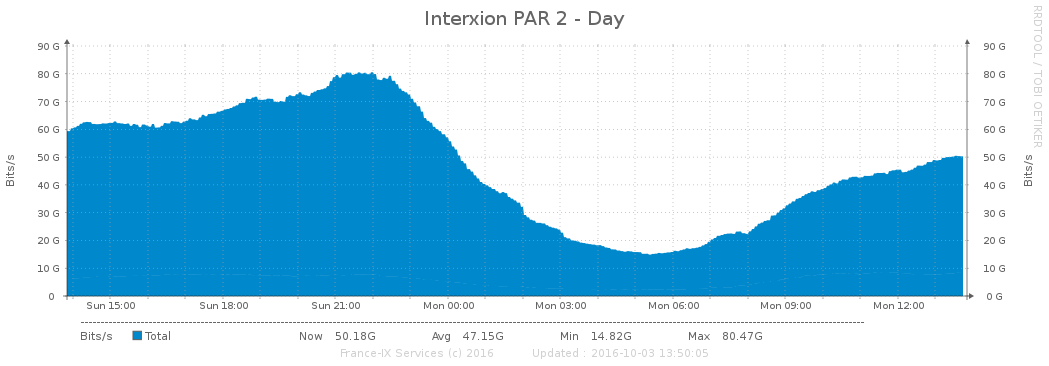 Interxion PAR 2 - Day
RRDTOOL / TOBI OETIKER
Bits/s
Bits/s
90 G 90 G
80 G 80 G
70 G 70 G
60 G 60 G
50 G 50 G
40 G 40 G
30 G 30 G
20 G 20 G
10 G 10 G
0 0 G
Sun 15:00 Sun 18:00 Sun 21:00 Mon 00:00 Mon 03:00 Mon 06:00 Mon 09:00 Mon 12:00
Bits/s Total Now 50.18G Avg 47.15G Min 14.82G Max 80.47G
France-IX Services (c) 2016 Updated : 2016-10-03 13:50:05